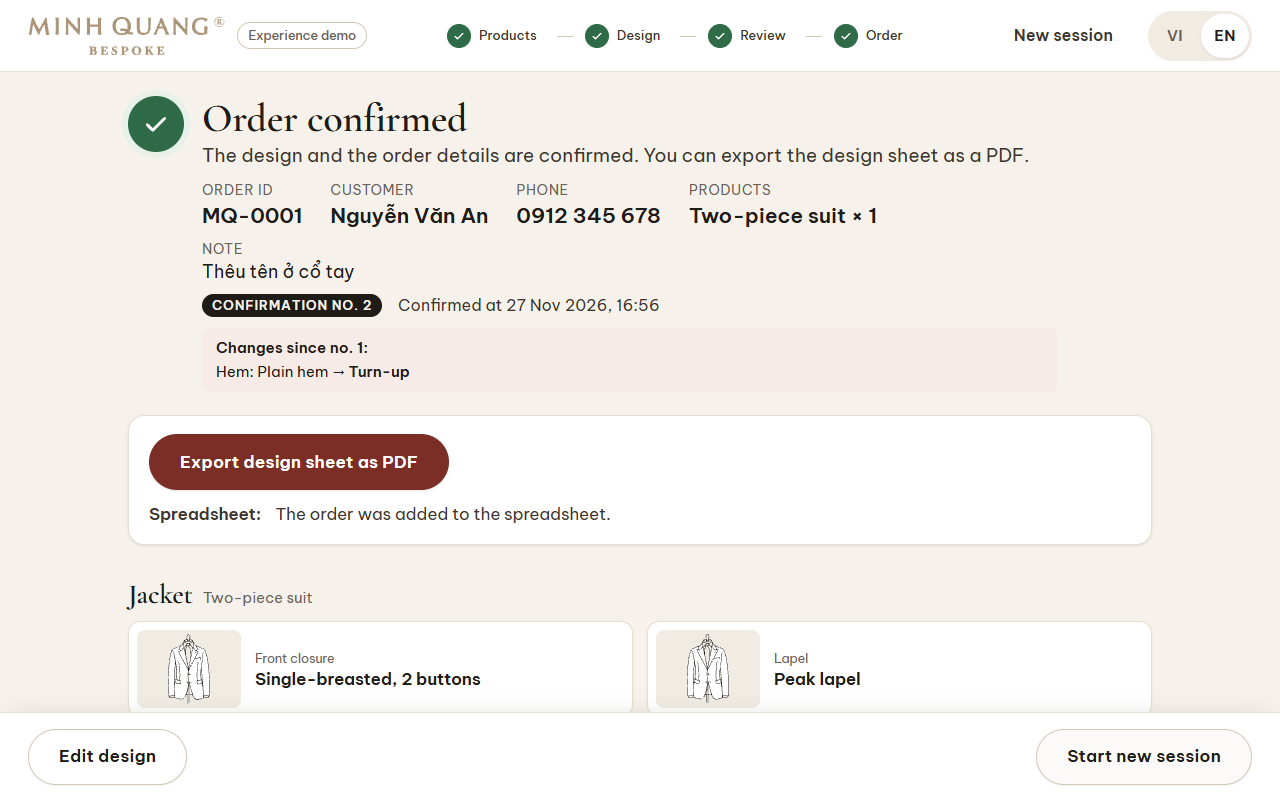 MINH QUANG®
BESPOKE
Experience demo
Products
Design
Review
Order
New session
VI
EN
Order confirmed
The design and the order details are confirmed. You can export the design sheet as a PDF.
ORDER ID
MQ-0001
CUSTOMER
Nguyễn Văn An
PHONE
0912 345 678
PRODUCTS
Two-piece suit × 1
NOTE
Thêu tên ở cổ tay
CONFIRMATION NO. 2
Confirmed at 27 Nov 2026, 16:56
Changes since no. 1:
Hem: Plain hem → Turn-up
Export design sheet as PDF
Spreadsheet: The order was added to the spreadsheet.
Jacket Two-piece suit
Front closure
Single-breasted, 2 buttons
Lapel
Peak lapel
Edit design
Start new session